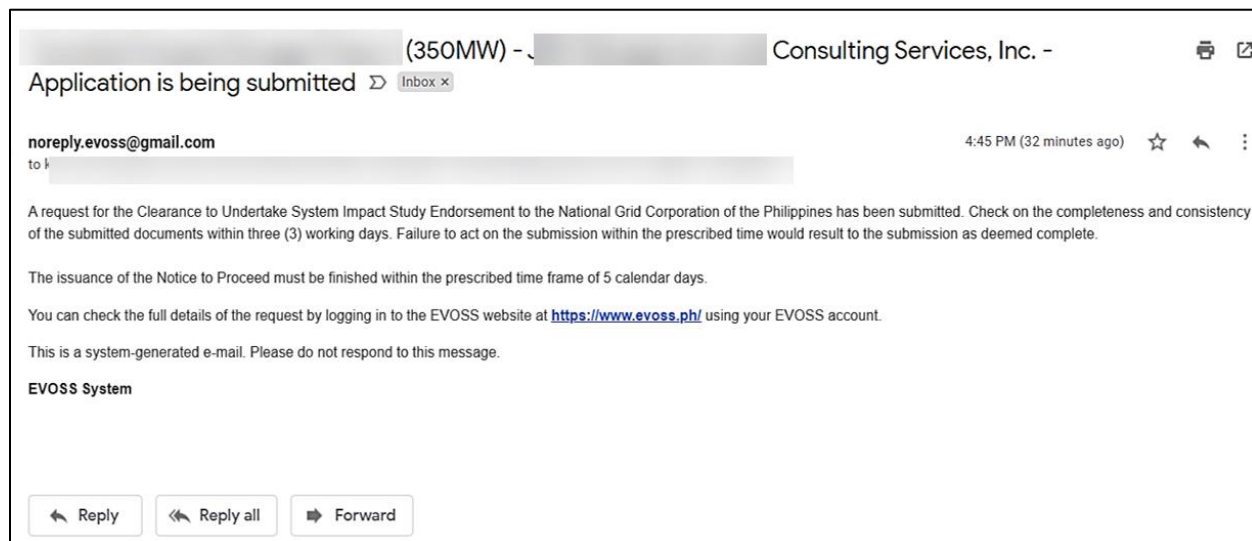 (350MW) - Consulting Services, Inc. -
Application is being submitted Inbox ×
noreply.evoss@gmail.com 4:45 PM (32 minutes ago)
to
A request for the Clearance to Undertake System Impact Study Endorsement to the National Grid Corporation of the Philippines has been submitted. Check on the completeness and consistency
of the submitted documents within three (3) working days. Failure to act on the submission within the prescribed time would result to the submission as deemed complete.
The issuance of the Notice to Proceed must be finished within the prescribed time frame of 5 calendar days.
You can check the full details of the request by logging in to the EVOSS website at https://www.evoss.ph/ using your EVOSS account.
This is a system-generated e-mail. Please do not respond to this message.
EVOSS System
Reply Reply all Forward